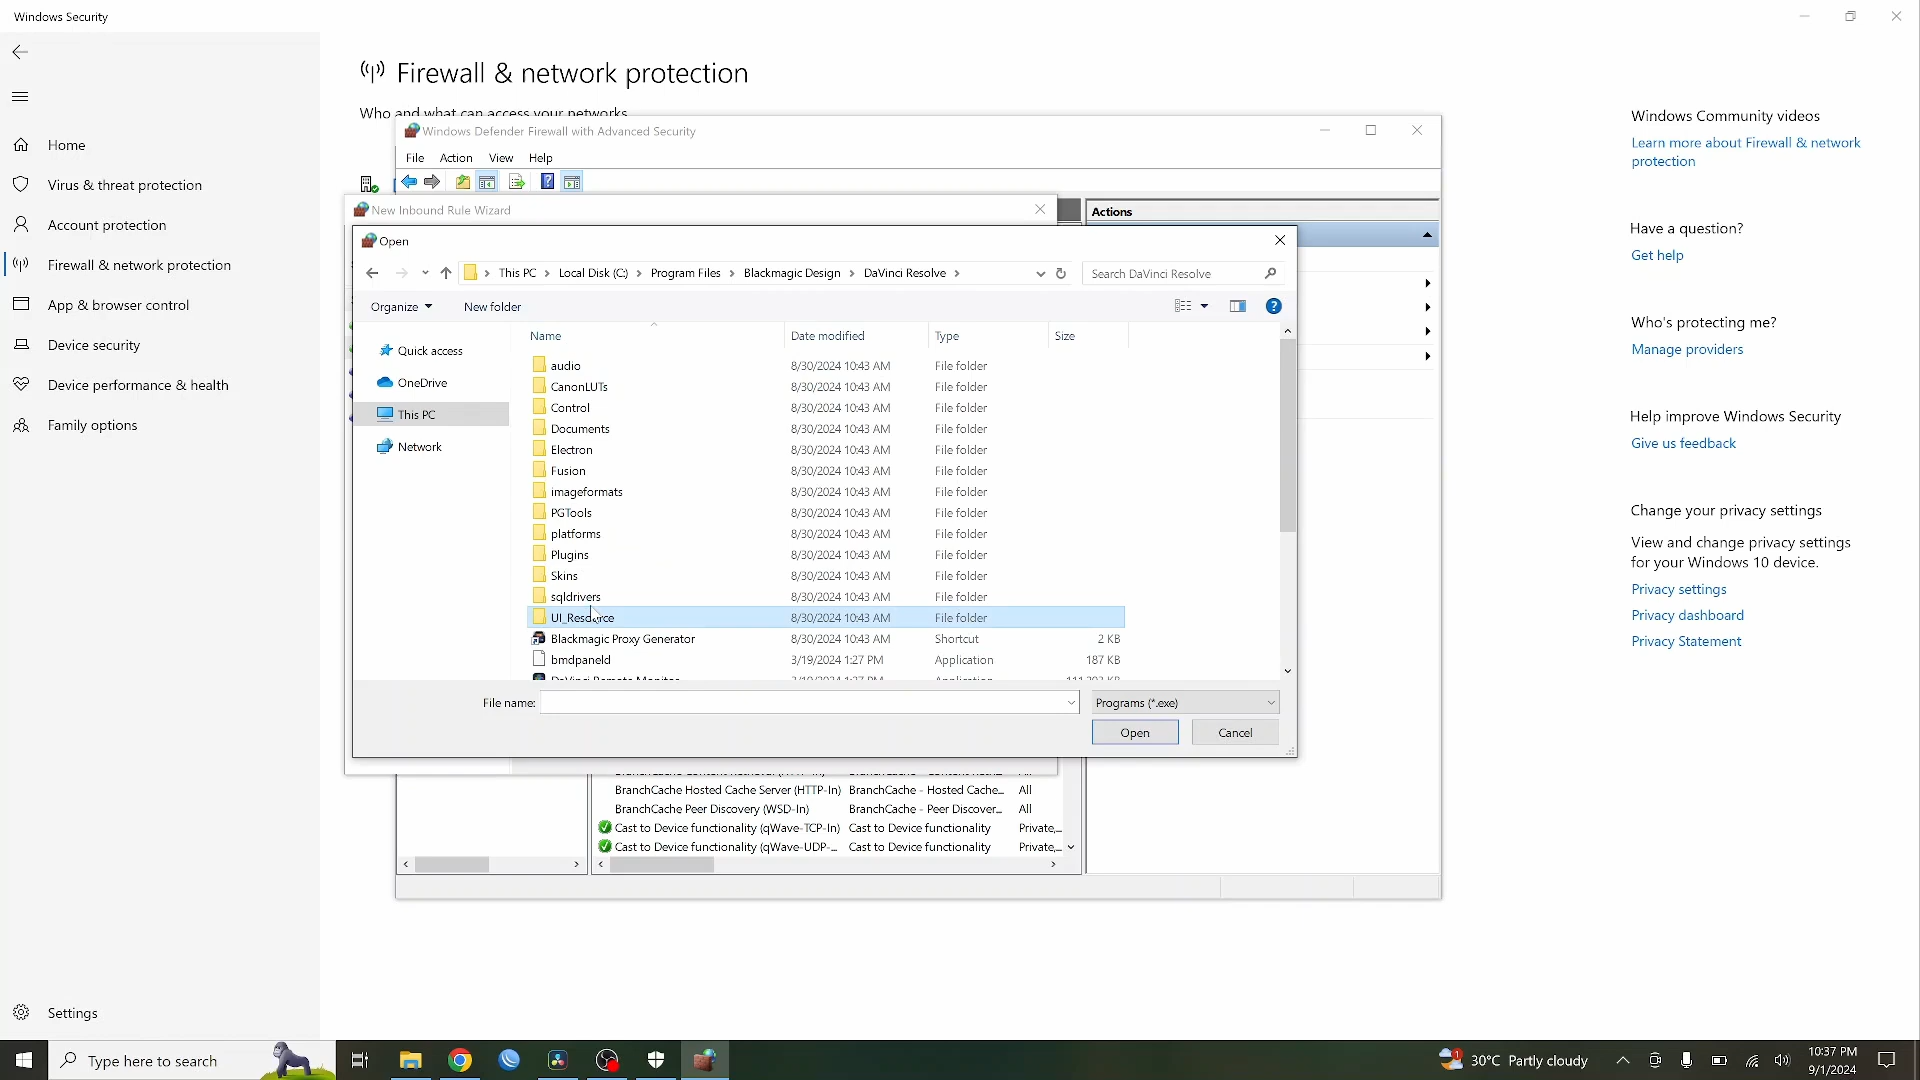 Windows Security
Firewall & network protection
Who and what can access your networks.
Home
Virus & threat protection
Account protection
Firewall & network protection
App & browser control
Device security
Device performance & health
Family options
Settings
Windows Defender Firewall with Advanced Security
File Action View Help
New Inbound Rule Wizard
Actions
Open
This PC Local Disk (C:) Program Files Blackmagic Design DaVinci Resolve
Search DaVinci Resolve
Organize New folder
Quick access
OneDrive
This PC
Network
Name Date modified Type Size
audio 8/30/2024 10:43 AM File folder
CanonLUTs 8/30/2024 10:43 AM File folder
Control 8/30/2024 10:43 AM File folder
Documents 8/30/2024 10:43 AM File folder
Electron 8/30/2024 10:43 AM File folder
Fusion 8/30/2024 10:43 AM File folder
imageformats 8/30/2024 10:43 AM File folder
PGTools 8/30/2024 10:43 AM File folder
platforms 8/30/2024 10:43 AM File folder
Plugins 8/30/2024 10:43 AM File folder
Skins 8/30/2024 10:43 AM File folder
sqldrivers 8/30/2024 10:43 AM File folder
UI_Resource 8/30/2024 10:43 AM File folder
Blackmagic Proxy Generator 8/30/2024 10:43 AM Shortcut 2 KB
bmdpaneld 3/19/2024 1:27 PM Application 187 KB
DaVinci Remote Monitor 3/19/2024 1:27 PM Application
File name: Programs (*.exe)
Open Cancel
BranchCache Hosted Cache Server (HTTP-In) BranchCache - Hosted Cache... All
BranchCache Peer Discovery (WSD-In) BranchCache - Peer Discover... All
Cast to Device functionality (qWave-TCP-In) Cast to Device functionality Private,...
Cast to Device functionality (qWave-UDP-... Cast to Device functionality Private,...
Windows Community videos
Learn more about Firewall & network
protection
Have a question?
Get help
Who's protecting me?
Manage providers
Help improve Windows Security
Give us feedback
Change your privacy settings
View and change privacy settings
for your Windows 10 device.
Privacy settings
Privacy dashboard
Privacy Statement
Type here to search
30°C Partly cloudy
10:37 PM
9/1/2024